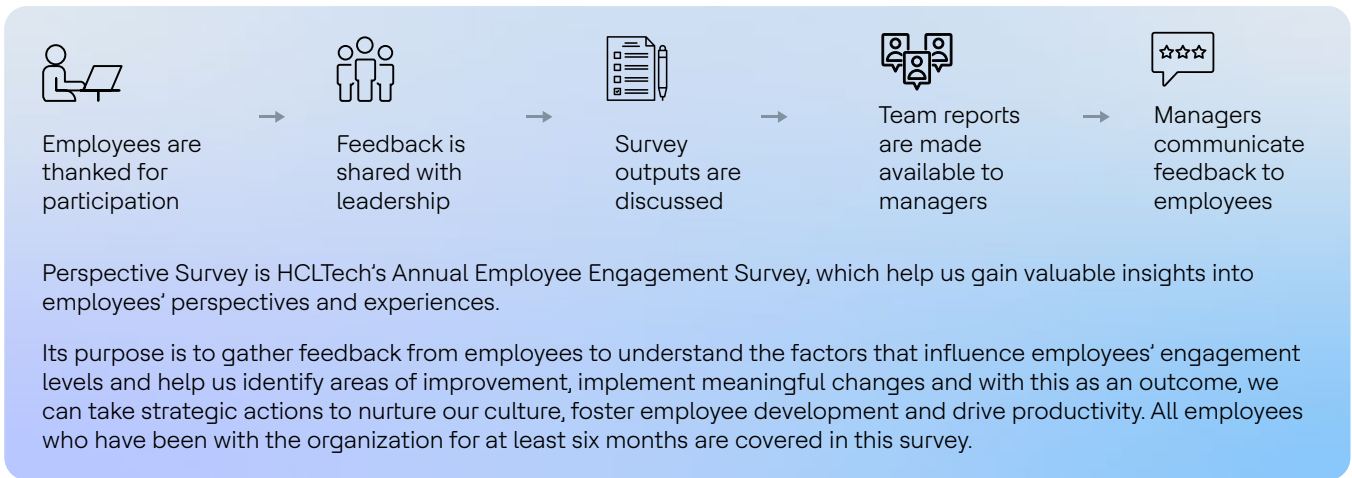 Employees are
thanked for
participation
Feedback is
shared with
leadership
Survey
outputs are
discussed
Team reports
are made
available to
managers
Managers
communicate
feedback to
employees
Perspective Survey is HCLTech's Annual Employee Engagement Survey, which help us gain valuable insights into
employees' perspectives and experiences.
Its purpose is to gather feedback from employees to understand the factors that influence employees' engagement
levels and help us identify areas of improvement, implement meaningful changes and with this as an outcome, we
can take strategic actions to nurture our culture, foster employee development and drive productivity. All employees
who have been with the organization for at least six months are covered in this survey.